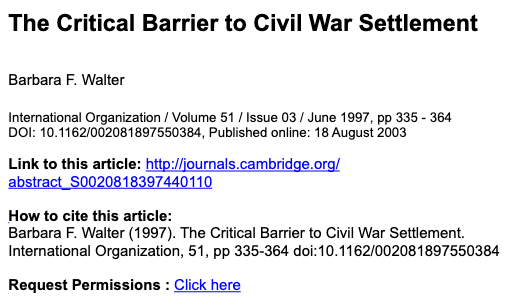 The Critical Barrier to Civil War Settlement
Barbara F. Walter
International Organization / Volume 51 / Issue 03 / June 1997, pp 335 - 364
DOI: 10.1162/002081897550384, Published online: 18 August 2003
Link to this article: http://journals.cambridge.org/
abstract_S0020818397440110
How to cite this article:
Barbara F. Walter (1997). The Critical Barrier to Civil War Settlement.
International Organization, 51, pp 335-364 doi:10.1162/002081897550384
Request Permissions : Click here